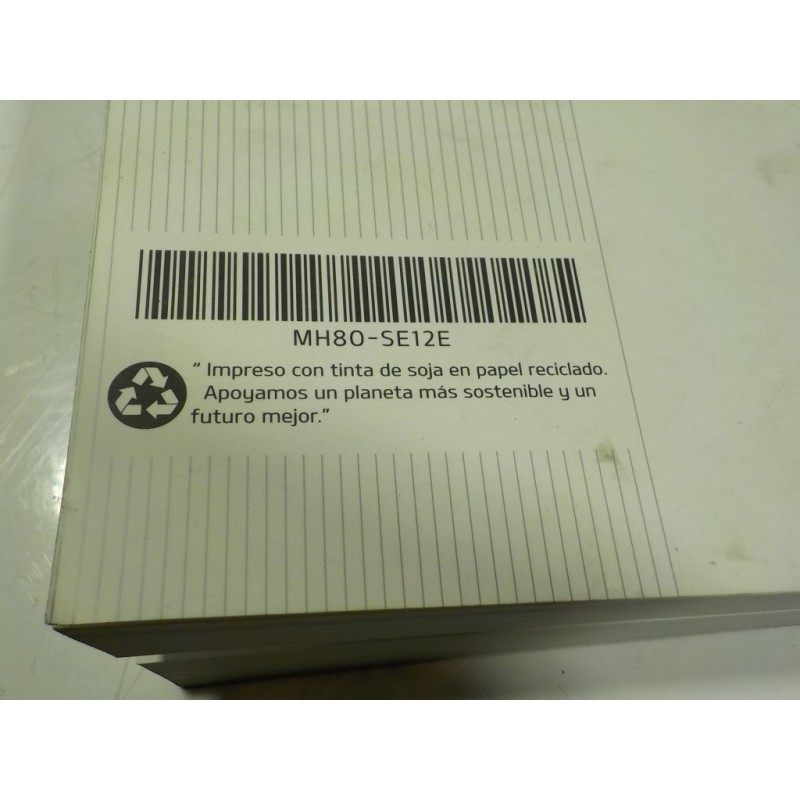 MH80-SE12E
“ Impreso con tinta de soja en papel reciclado.
Apoyamos un planeta más sostenible y un
futuro mejor.”